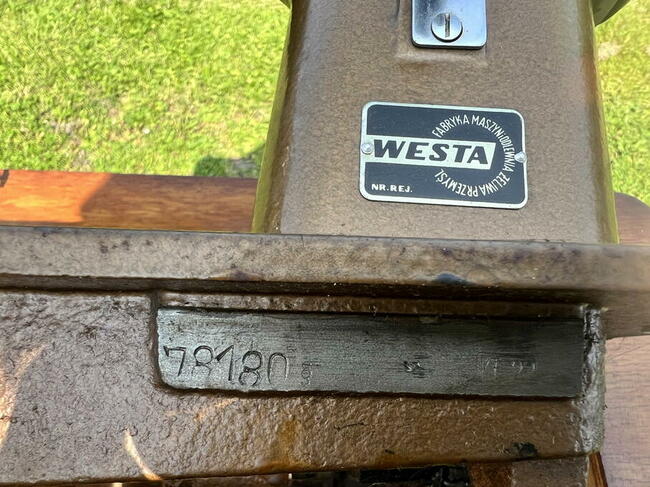 FABRYKA MASZYN I ODLEWNIA ŻELIWA PRZEMYŚL
WESTA
NR. REJ.
78180